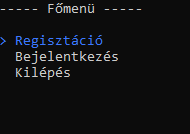 ----- Főmenü -----
> Regisztáció
Bejelentkezés
Kilépés